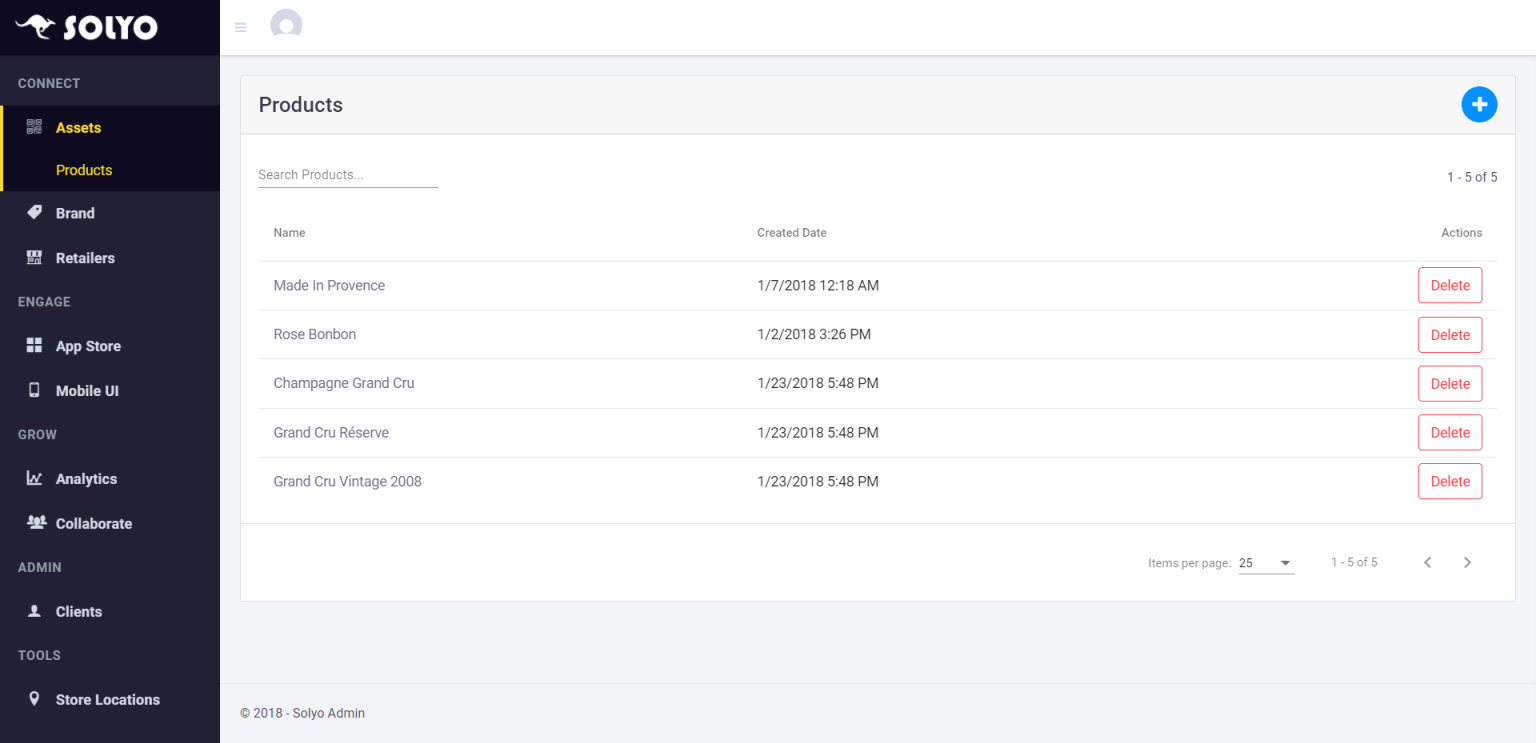 SOLYO
CONNECT
Assets
Products
Brand
Retailers
ENGAGE
App Store
Mobile UI
GROW
Analytics
Collaborate
ADMIN
Clients
TOOLS
Store Locations
Products
Search Products...
1 - 5 of 5
Name Created Date Actions
Made In Provence 1/7/2018 12:18 AM Delete
Rose Bonbon 1/2/2018 3:26 PM Delete
Champagne Grand Cru 1/23/2018 5:48 PM Delete
Grand Cru Réserve 1/23/2018 5:48 PM Delete
Grand Cru Vintage 2008 1/23/2018 5:48 PM Delete
Items per page: 25 1 - 5 of 5
© 2018 - Solyo Admin